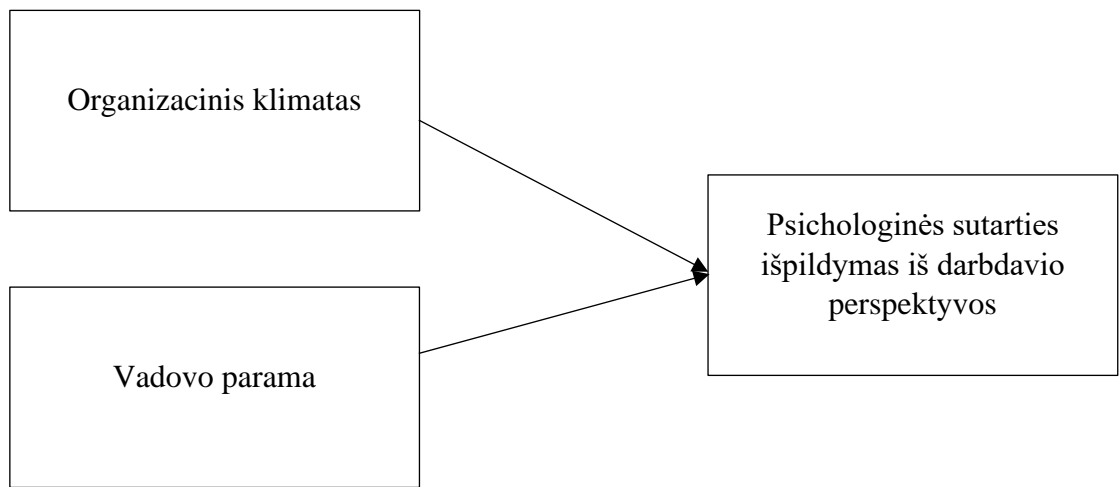 Organizacinis klimatas
Psichologinės sutarties
išpildymas iš darbdavio
perspektyvos
Vadovo parama